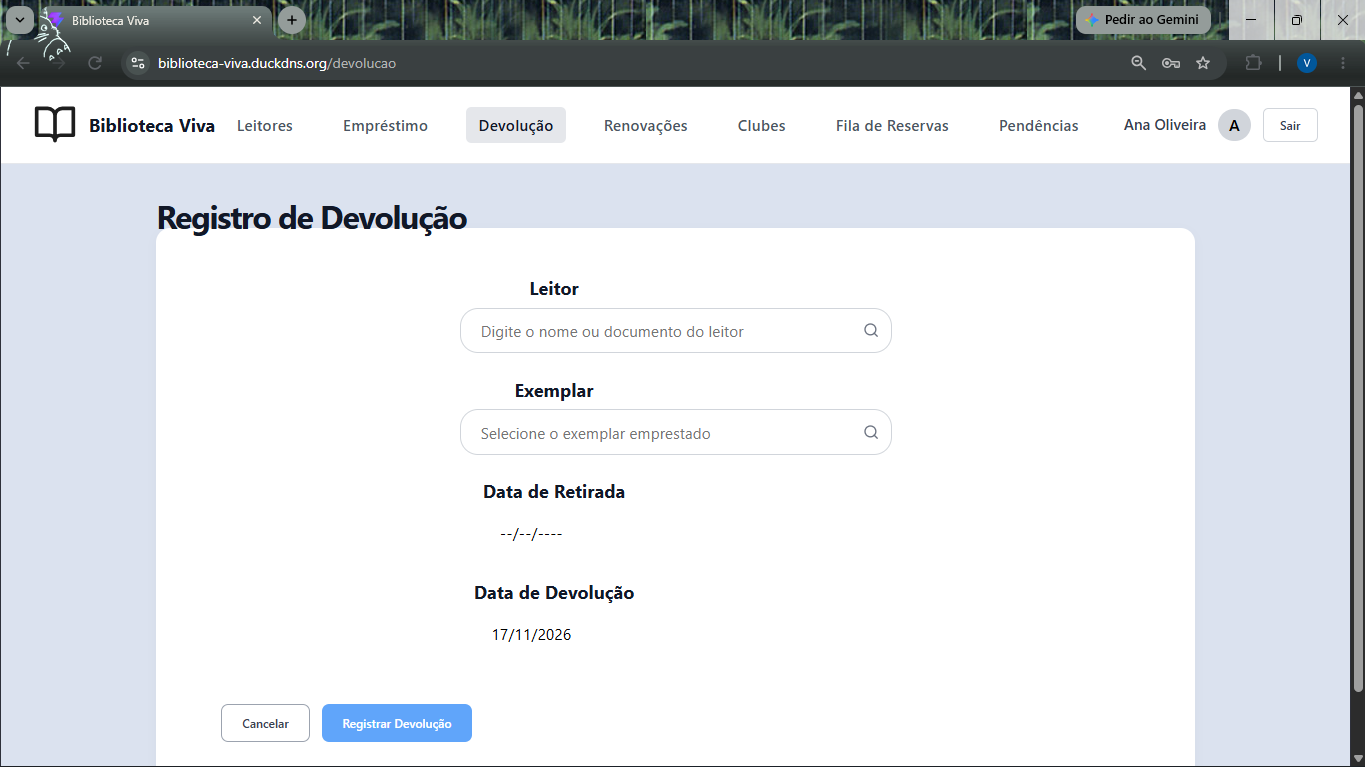 Biblioteca Viva
Pedir ao Gemini
biblioteca-viva.duckdns.org/devolucao
V
Biblioteca Viva
Leitores
Empréstimo
Devolução
Renovações
Clubes
Fila de Reservas
Pendências
Ana Oliveira
A
Sair
Registro de Devolução
Leitor
Digite o nome ou documento do leitor
Exemplar
Selecione o exemplar emprestado
Data de Retirada
--/--/----
Data de Devolução
17/11/2026
Cancelar
Registrar Devolução